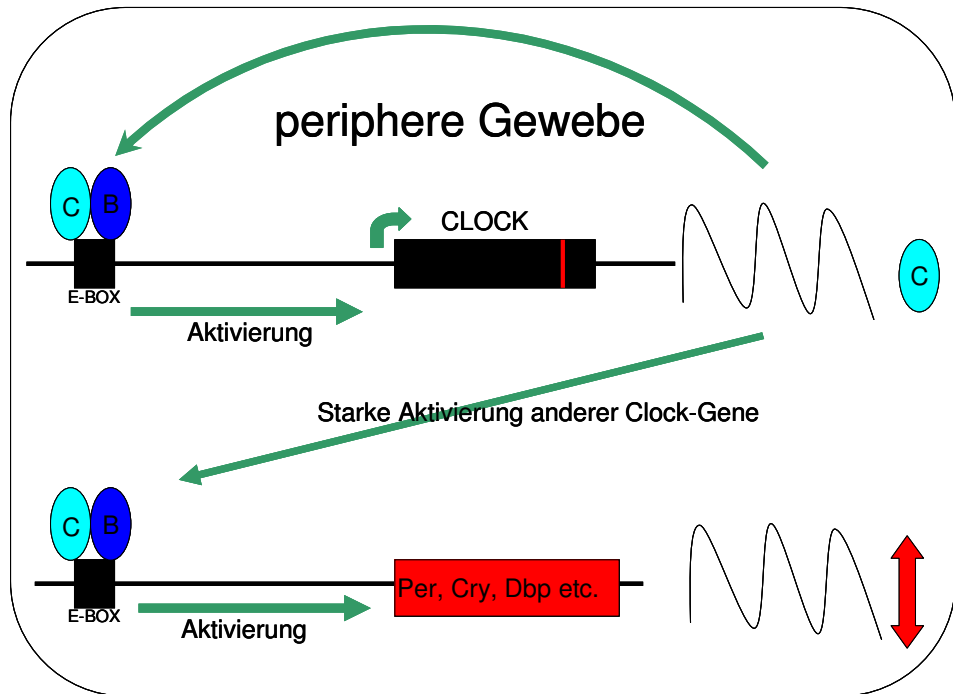 periphere Gewebe
C B
CLOCK
C
E-BOX
Aktivierung
Starke Aktivierung anderer Clock-Gene
C B
Per, Cry, Dbp etc.
E-BOX
Aktivierung